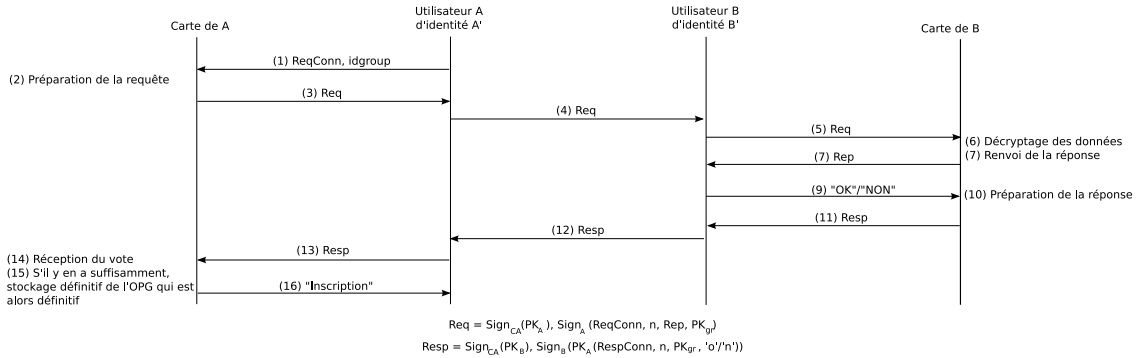 Carte de A
Utilisateur A
d'identité A'
Utilisateur B
d'identité B'
Carte de B
(1) ReqConn, idgroup
(2) Préparation de la requête
(3) Req
(4) Req
(5) Req
(6) Décryptage des données
(7) Rep
(7) Renvoi de la réponse
(9) "OK"/"NON"
(10) Préparation de la réponse
(11) Resp
(12) Resp
(13) Resp
(14) Réception du vote
(15) S'il y en a suffisamment,
stockage définitif de l'OPG qui est
alors définitif
(16) "Inscription"
Req = Sign_CA(PK_A), Sign_A(ReqConn, n, Rep, PK_gr)
Resp = Sign_CA(PK_B), Sign_B(PK_A(RespConn, n, PK_gr, 'o'/'n'))